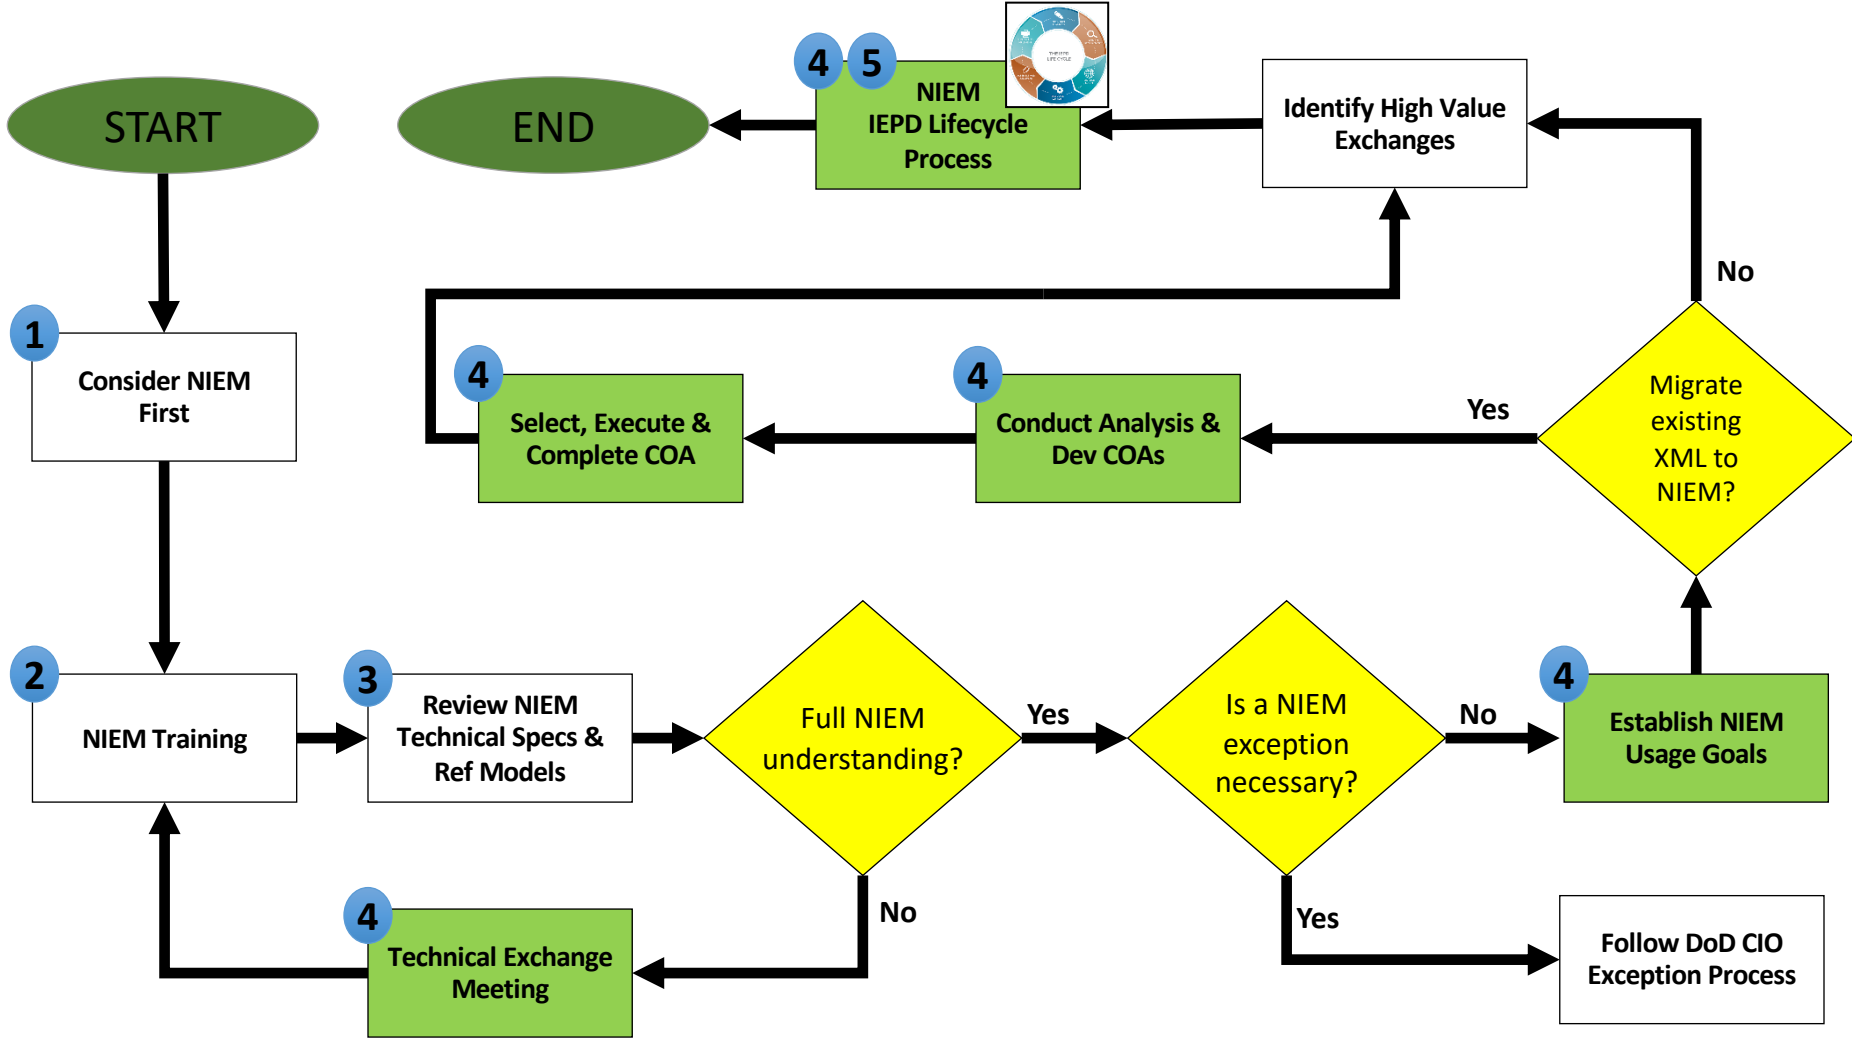 START
END
4
5
NIEM
IEPD Lifecycle
Process
LIFE CYCLE
Identify High Value
Exchanges
No
1
Consider NIEM
First
4
Select, Execute &
Complete COA
4
Conduct Analysis &
Dev COAs
Yes
Migrate
existing
XML to
NIEM?
2
NIEM Training
3
Review NIEM
Technical Specs &
Ref Models
Full NIEM
understanding?
Yes
Is a NIEM
exception
necessary?
No
4
Establish NIEM
Usage Goals
4
Technical Exchange
Meeting
No
Yes
Follow DoD CIO
Exception Process